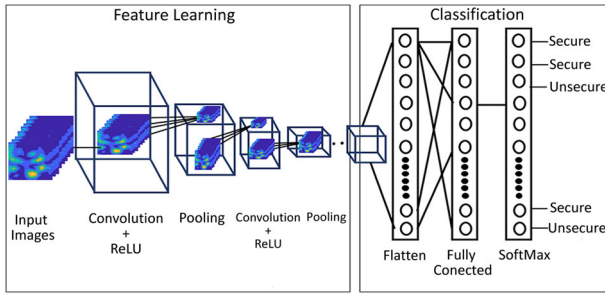 Feature Learning
Classification
Secure
Secure
Unsecure
Secure
Unsecure
Input
Images
Convolution
+
ReLU
Pooling
Convolution
+
ReLU
Pooling
Flatten
Fully
Conected
SoftMax